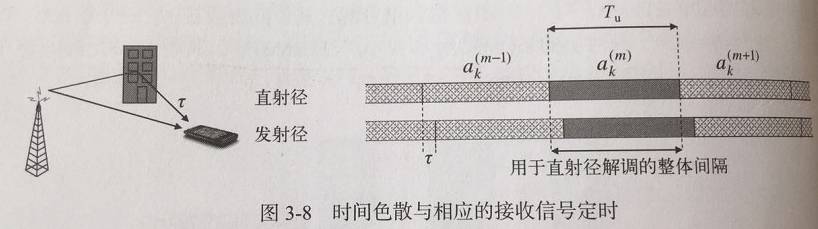 T_u
a_k^{(m-1)} a_k^{(m)} a_k^{(m+1)}
直射径
τ
发射径
τ
用于直射径解调的整体间隔
图 3-8 时间色散与相应的接收信号定时